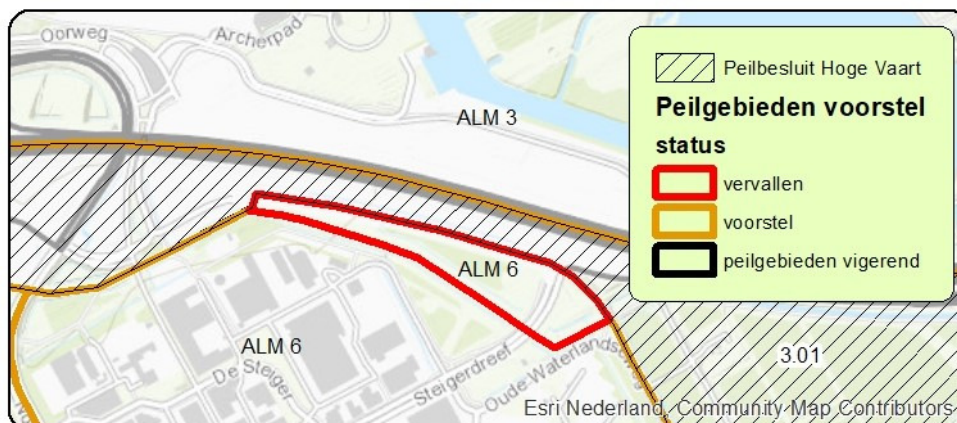 Oorweg
Archerpad
ALM 3
Peilbesluit Hoge Vaart
Peilgebieden voorstel
status
vervallen
voorstel
peilgebieden vigerend
ALM 6
ALM 6
De Steiger
Steigerdreef
Oude Waterlandseweg
3.01
Esri Nederland, Community Map Contributors